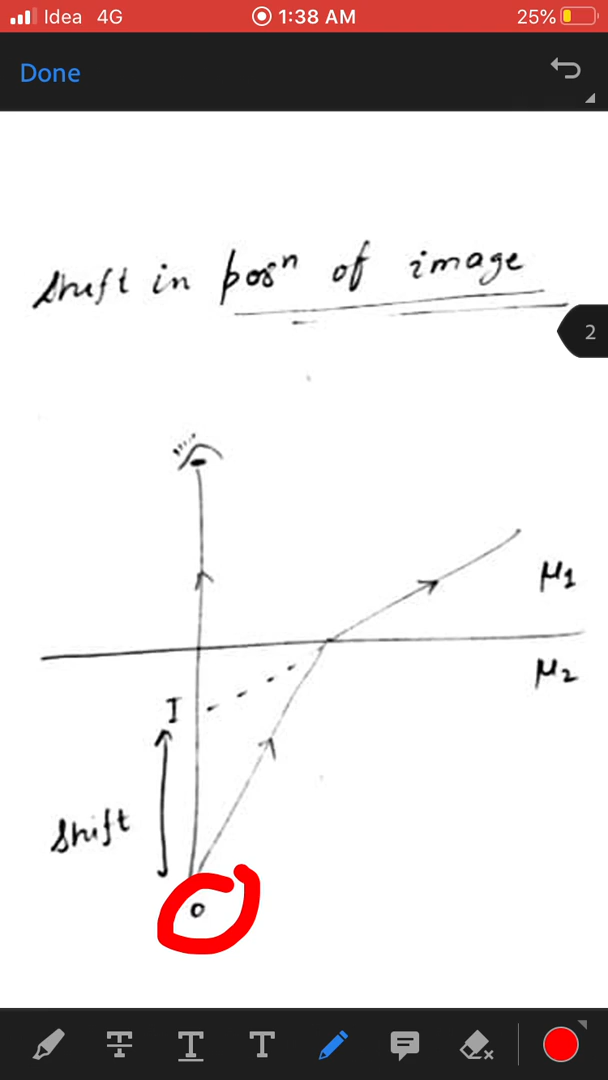 Idea 4G 1:38 AM 25%
Done
shift in posⁿ of image
2
μ1
μ2
I
shift
O
T T T